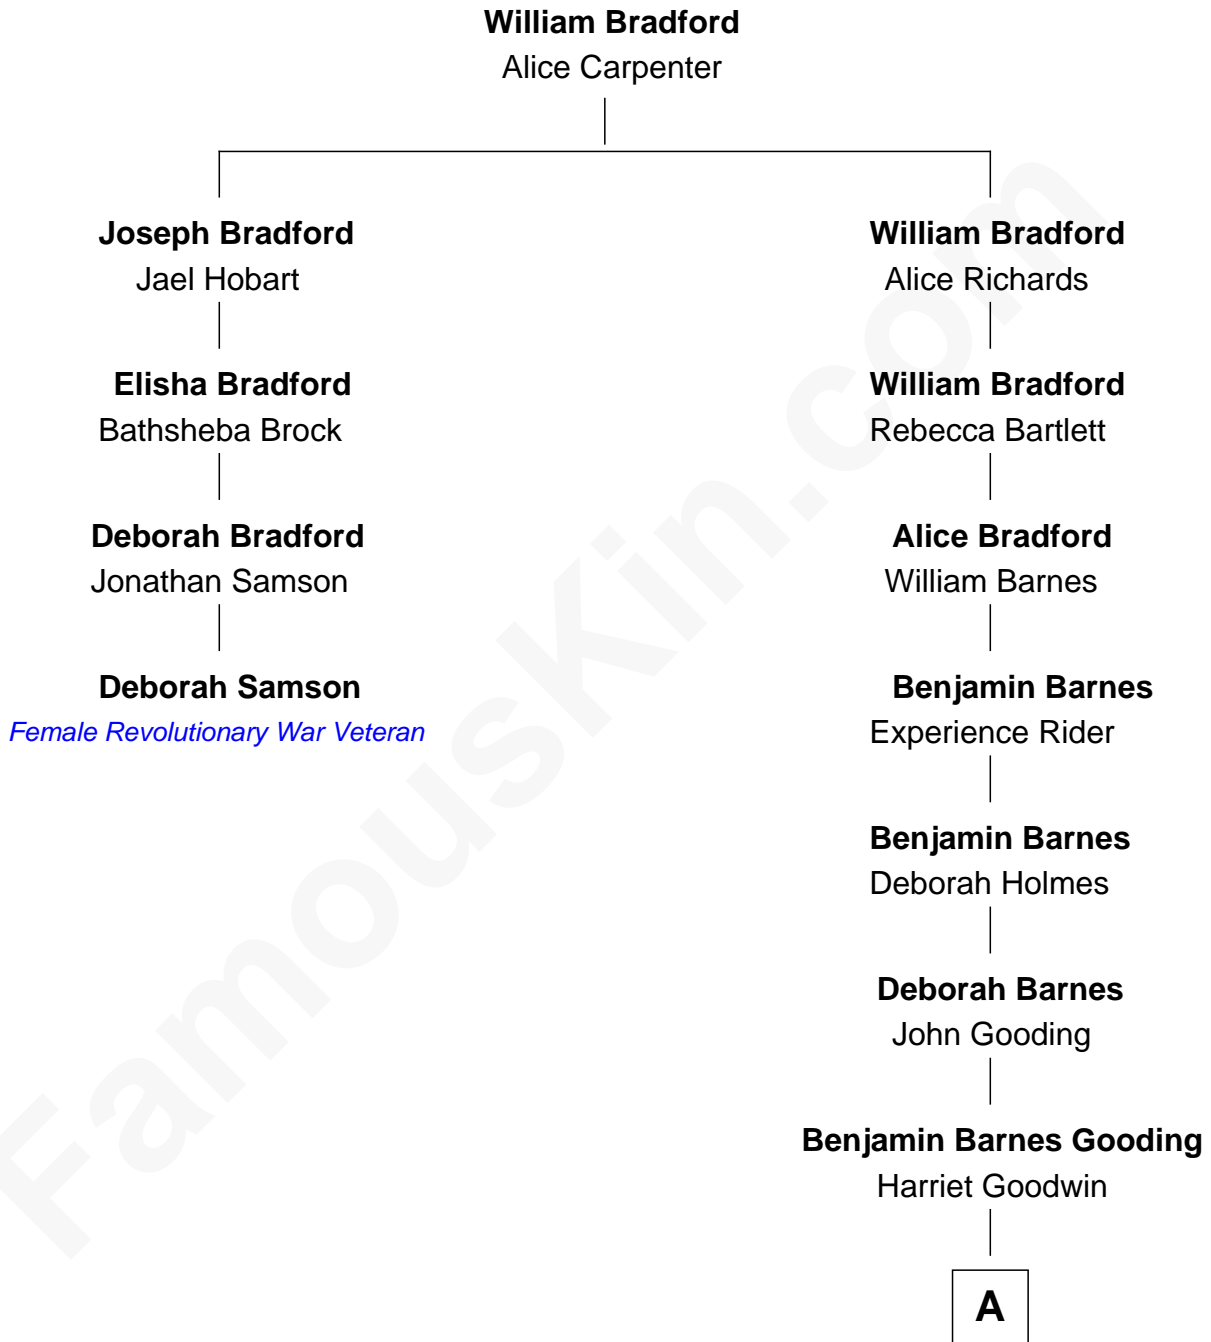 William Bradford
Alice Carpenter
Joseph Bradford
Jael Hobart
William Bradford
Alice Richards
Elisha Bradford
Bathsheba Brock
William Bradford
Rebecca Bartlett
Deborah Bradford
Jonathan Samson
Alice Bradford
William Barnes
Deborah Samson
Female Revolutionary War Veteran
Benjamin Barnes
Experience Rider
Benjamin Barnes
Deborah Holmes
Deborah Barnes
John Gooding
Benjamin Barnes Gooding
Harriet Goodwin
A
FamousKin.com